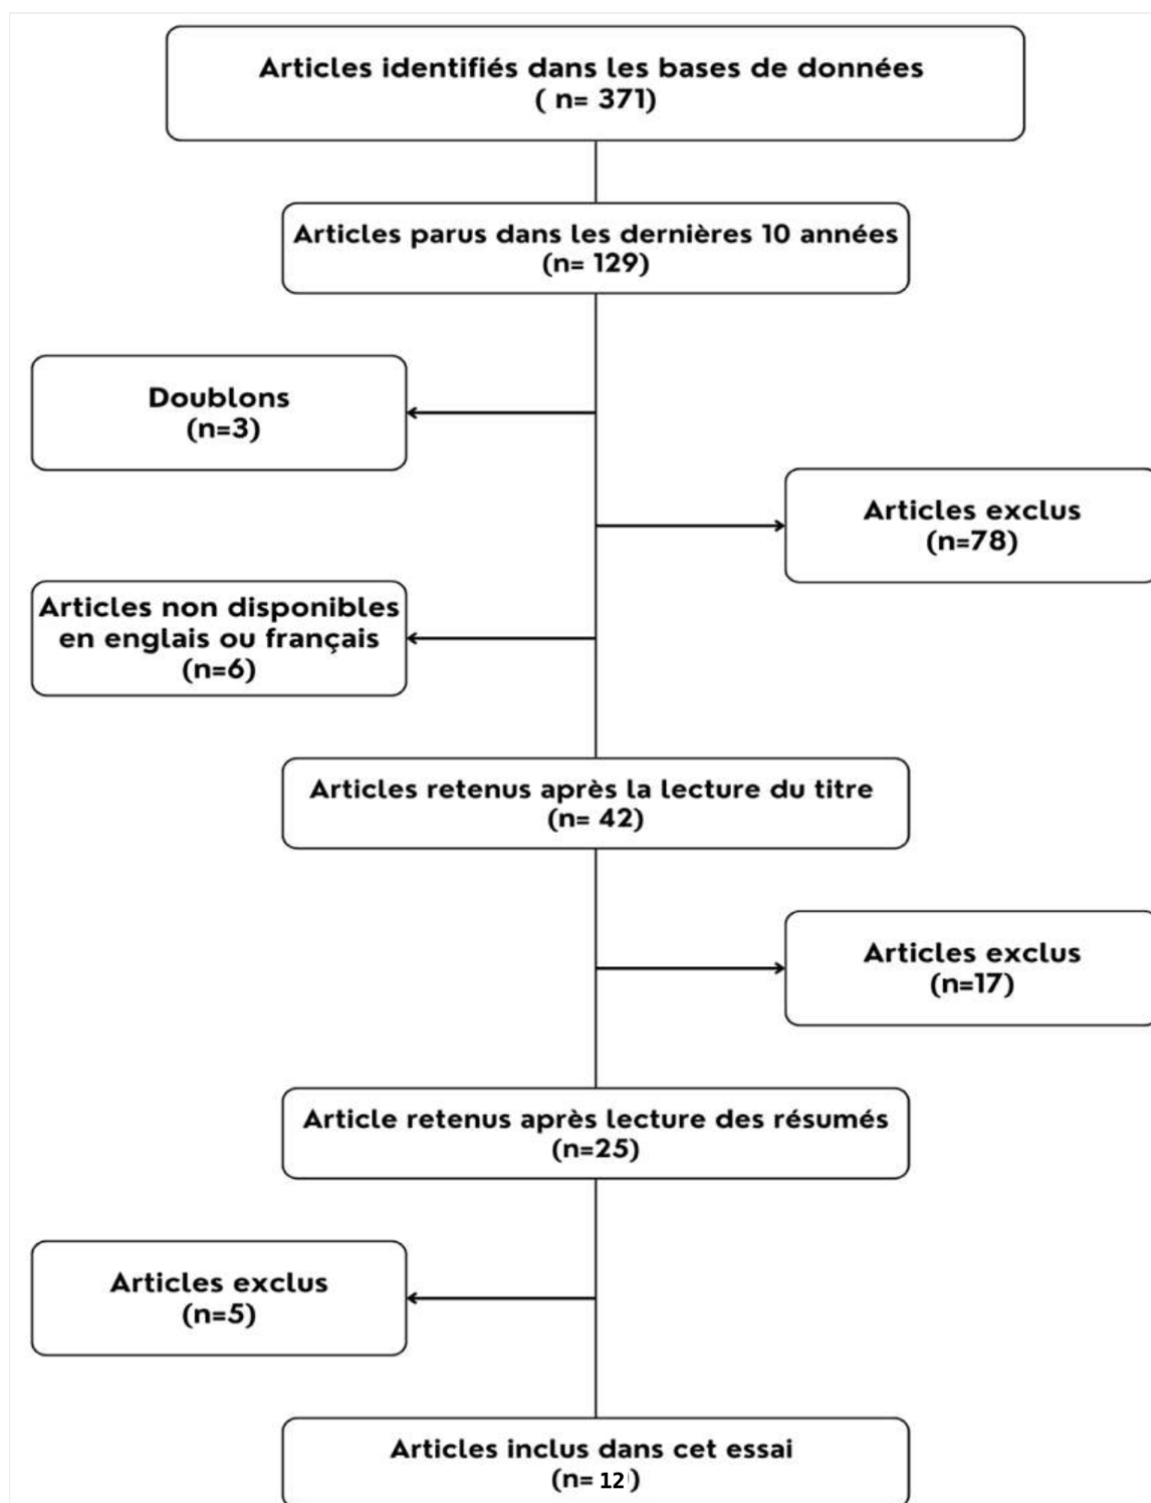 Articles identifiés dans les bases de données
( n= 371)
Articles parus dans les dernières 10 années
(n= 129)
Doublons
(n=3)
Articles exclus
(n=78)
Articles non disponibles
en englais ou français
(n=6)
Articles retenus après la lecture du titre
(n= 42)
Articles exclus
(n=17)
Article retenus après lecture des résumés
(n=25)
Articles exclus
(n=5)
Articles inclus dans cet essai
(n= 12 )